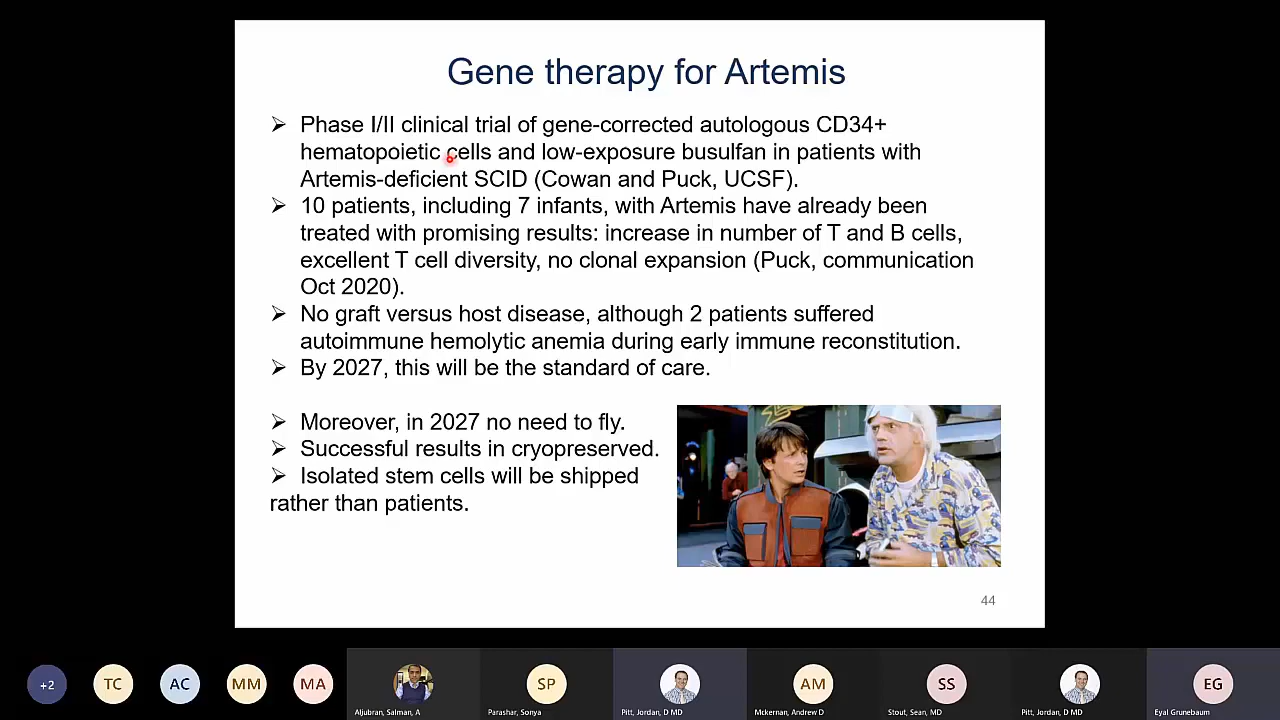 Gene therapy for Artemis
➢ Phase I/II clinical trial of gene-corrected autologous CD34+
hematopoietic cells and low-exposure busulfan in patients with
Artemis-deficient SCID (Cowan and Puck, UCSF).
➢ 10 patients, including 7 infants, with Artemis have already been
treated with promising results: increase in number of T and B cells,
excellent T cell diversity, no clonal expansion (Puck, communication
Oct 2020).
➢ No graft versus host disease, although 2 patients suffered
autoimmune hemolytic anemia during early immune reconstitution.
➢ By 2027, this will be the standard of care.
➢ Moreover, in 2027 no need to fly.
➢ Successful results in cryopreserved.
➢ Isolated stem cells will be shipped
rather than patients.
44
+2 TC AC MM MA SP AM SS EG
Aljubran, Salman, A Parashar, Sonya Pitt, Jordan, D MD Mckernan, Andrew D Stout, Sean, MD Pitt, Jordan, D MD Eyal Grunebaum